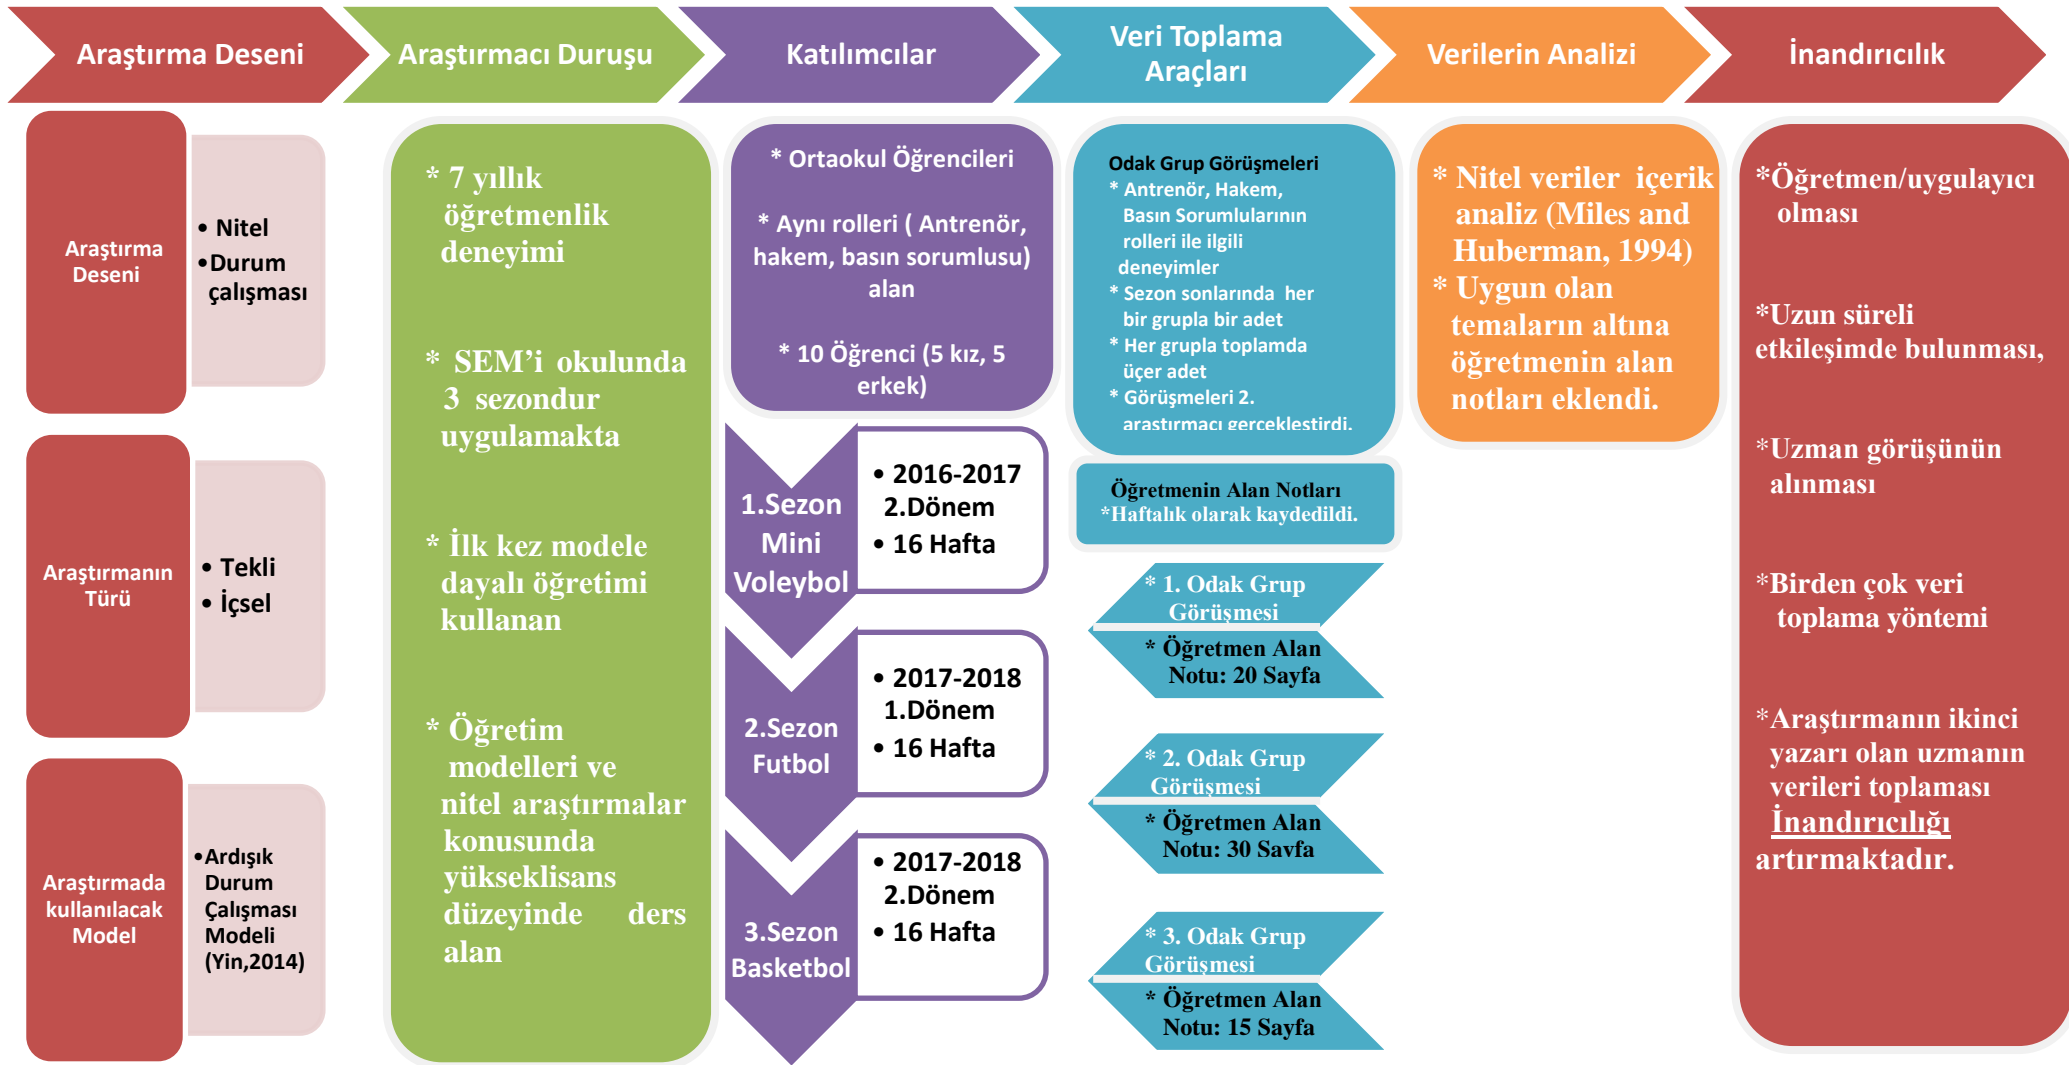 Araştırma Deseni
Araştırmacı Duruşu
Katılımcılar
Veri Toplama
Araçları
Verilerin Analizi
İnandırıcılık
Araştırma
Deseni
• Nitel
•Durum
çalışması
Araştırmanın
Türü
• Tekli
• İçsel
Araştırmada
kullanılacak
Model
•Ardışık
Durum
Çalışması
Modeli
(Yin,2014)
* 7 yıllık
öğretmenlik
deneyimi
* SEM’i okulunda
3 sezondur
uygulamakta
* İlk kez modele
dayalı öğretimi
kullanan
* Öğretim
modelleri ve
nitel araştırmalar
konusunda
yükseklisans
düzeyinde ders
alan
* Ortaokul Öğrencileri
* Aynı rolleri ( Antrenör,
hakem, basın sorumlusu)
alan
* 10 Öğrenci (5 kız, 5
erkek)
1.Sezon
Mini
Voleybol
• 2016-2017
2.Dönem
• 16 Hafta
2.Sezon
Futbol
• 2017-2018
1.Dönem
• 16 Hafta
3.Sezon
Basketbol
• 2017-2018
2.Dönem
• 16 Hafta
Odak Grup Görüşmeleri
* Antrenör, Hakem,
Basın Sorumlularının
rolleri ile ilgili
deneyimler
* Sezon sonlarında her
bir grupla bir adet
* Her grupla toplamda
üçer adet
* Görüşmeleri 2.
araştırmacı gerçekleştirdi.
Öğretmenin Alan Notları
*Haftalık olarak kaydedildi.
* 1. Odak Grup
Görüşmesi
* Öğretmen Alan
Notu: 20 Sayfa
* 2. Odak Grup
Görüşmesi
* Öğretmen Alan
Notu: 30 Sayfa
* 3. Odak Grup
Görüşmesi
* Öğretmen Alan
Notu: 15 Sayfa
* Nitel veriler içerik
analiz (Miles and
Huberman, 1994)
* Uygun olan
temaların altına
öğretmenin alan
notları eklendi.
*Öğretmen/uygulayıcı
olması
*Uzun süreli
etkileşimde bulunması,
*Uzman görüşünün
alınması
*Birden çok veri
toplama yöntemi
*Araştırmanın ikinci
yazarı olan uzmanın
verileri toplaması
İnandırıcılığı
artırmaktadır.